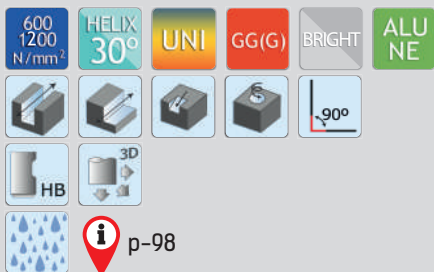 600
1200
N/mm²
HELIX
30°
UNI
GG(G)
BRIGHT
ALU
NE
90°
HB
3D
i p-98